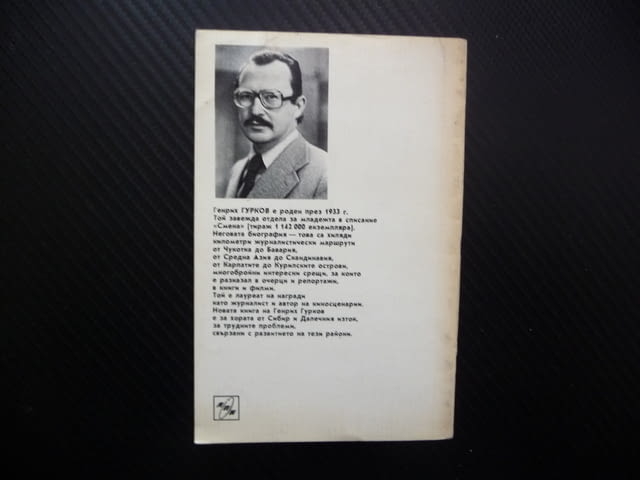 Генрих ГУРКОВ е роден през 1933 г.
Той завежда отдела за младежта в списание
«Смена» (тираж 1 142 000 екземпляра).
Неговата биография — това са хиляди
километри журналистически маршрути
от Чукотка до Бавария,
от Средна Азия до Скандинавия,
от Карпатите до Курилските острови,
многобройни интересни срещи, за които
е разказал в очерци и репортажи,
в книги и филми.
Той е лауреат на награди
като журналист и автор на киносценарии.
Новата книга на Генрих Гурков
е за хората от Сибир и Далечния изток,
за трудните проблеми,
свързани с развитието на тези райони.